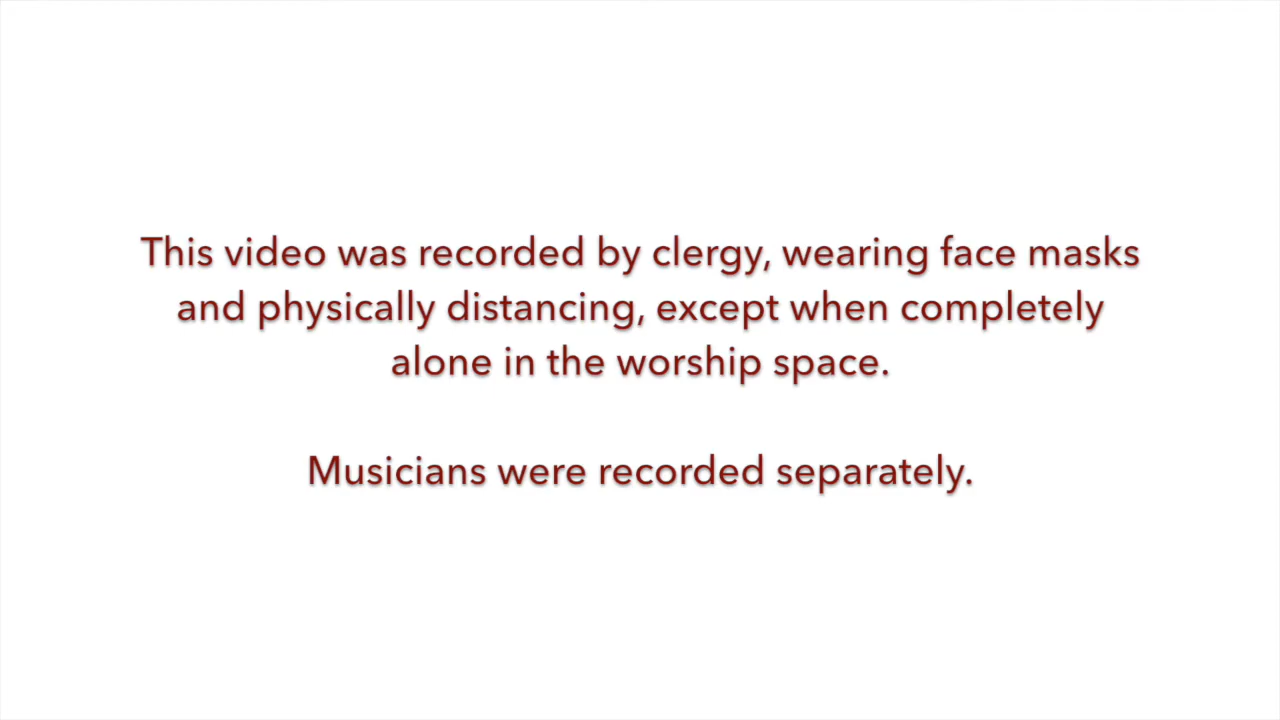 This video was recorded by clergy, wearing face masks
and physically distancing, except when completely
alone in the worship space.
Musicians were recorded separately.